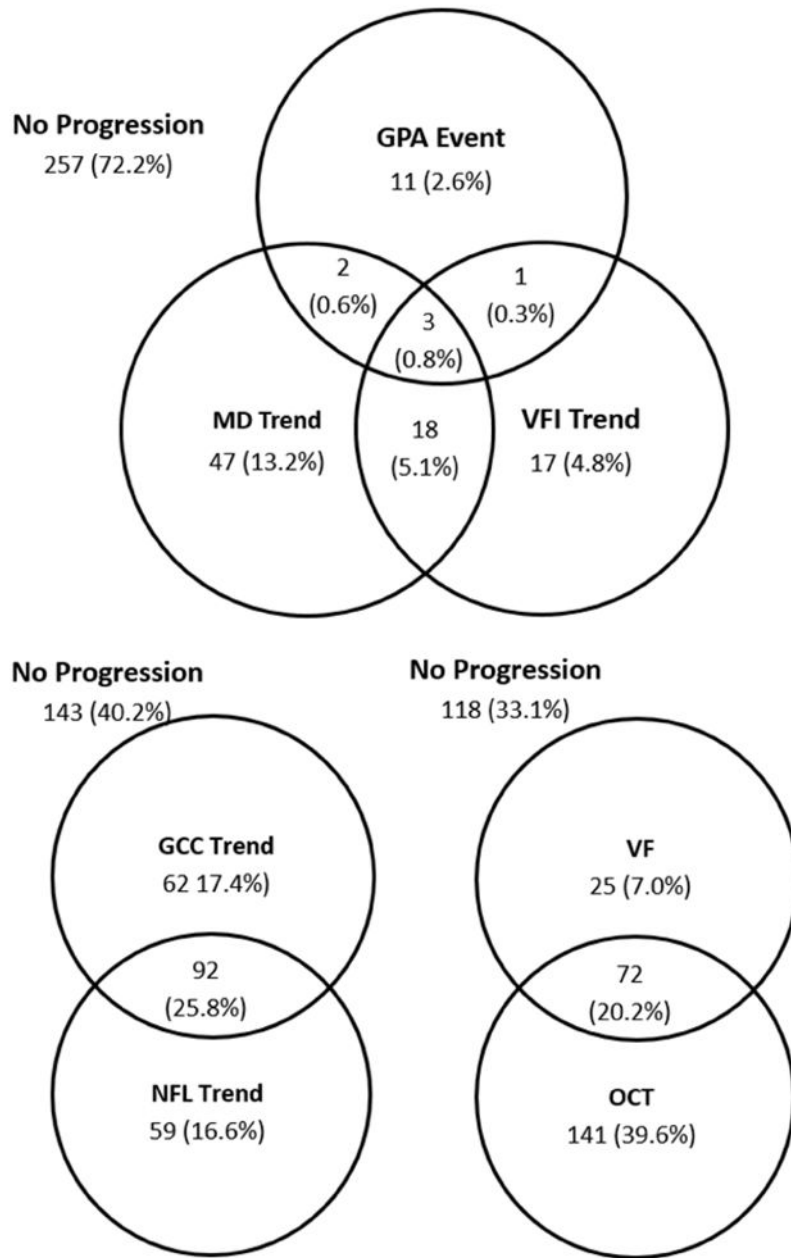 No Progression
257 (72.2%)
GPA Event
11 (2.6%)
2
(0.6%)
1
(0.3%)
3
(0.8%)
MD Trend
47 (13.2%)
18
(5.1%)
VFI Trend
17 (4.8%)
No Progression
143 (40.2%)
GCC Trend
62 17.4%)
92
(25.8%)
NFL Trend
59 (16.6%)
No Progression
118 (33.1%)
VF
25 (7.0%)
72
(20.2%)
OCT
141 (39.6%)